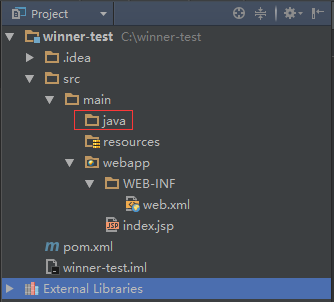 Project
winner-test C:\winner-test
.idea
src
main
java
resources
webapp
WEB-INF
web.xml
index.jsp
pom.xml
winner-test.iml
External Libraries